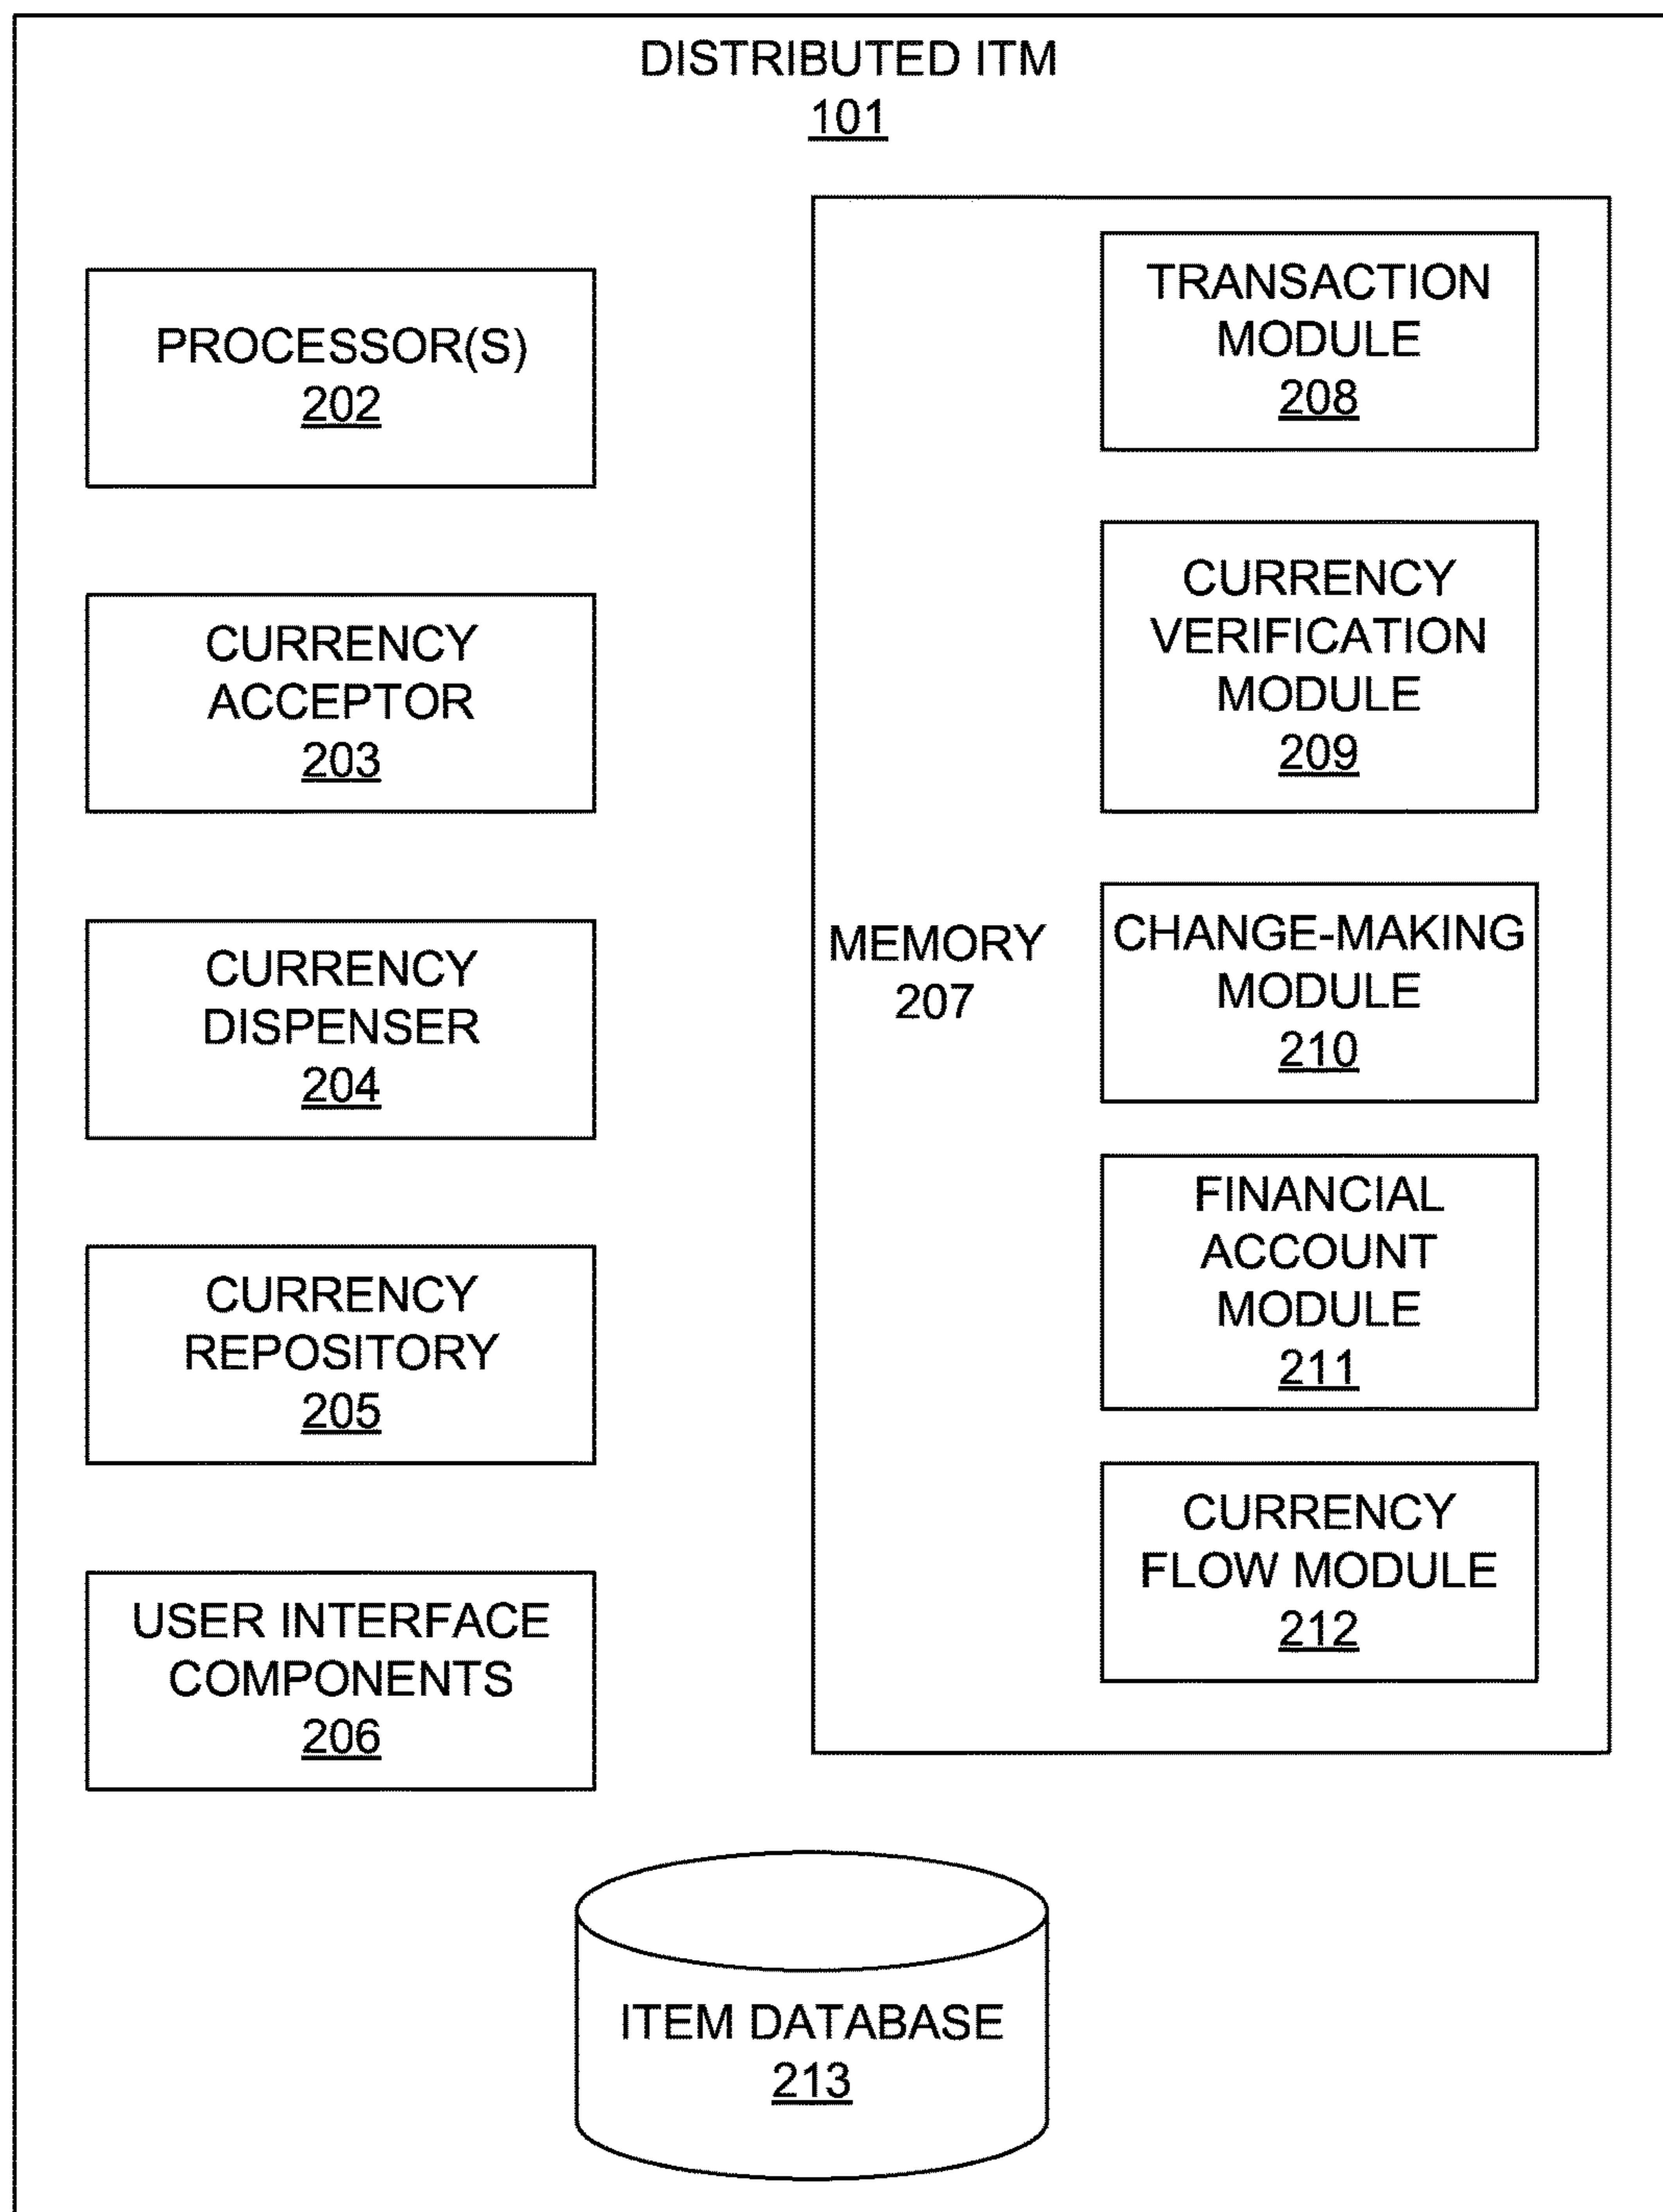 DISTRIBUTED ITM
101
PROCESSOR(S)
202
CURRENCY
ACCEPTOR
203
CURRENCY
DISPENSER
204
CURRENCY
REPOSITORY
205
USER INTERFACE
COMPONENTS
206
MEMORY
207
TRANSACTION
MODULE
208
CURRENCY
VERIFICATION
MODULE
209
CHANGE-MAKING
MODULE
210
FINANCIAL
ACCOUNT
MODULE
211
CURRENCY
FLOW MODULE
212
ITEM DATABASE
213